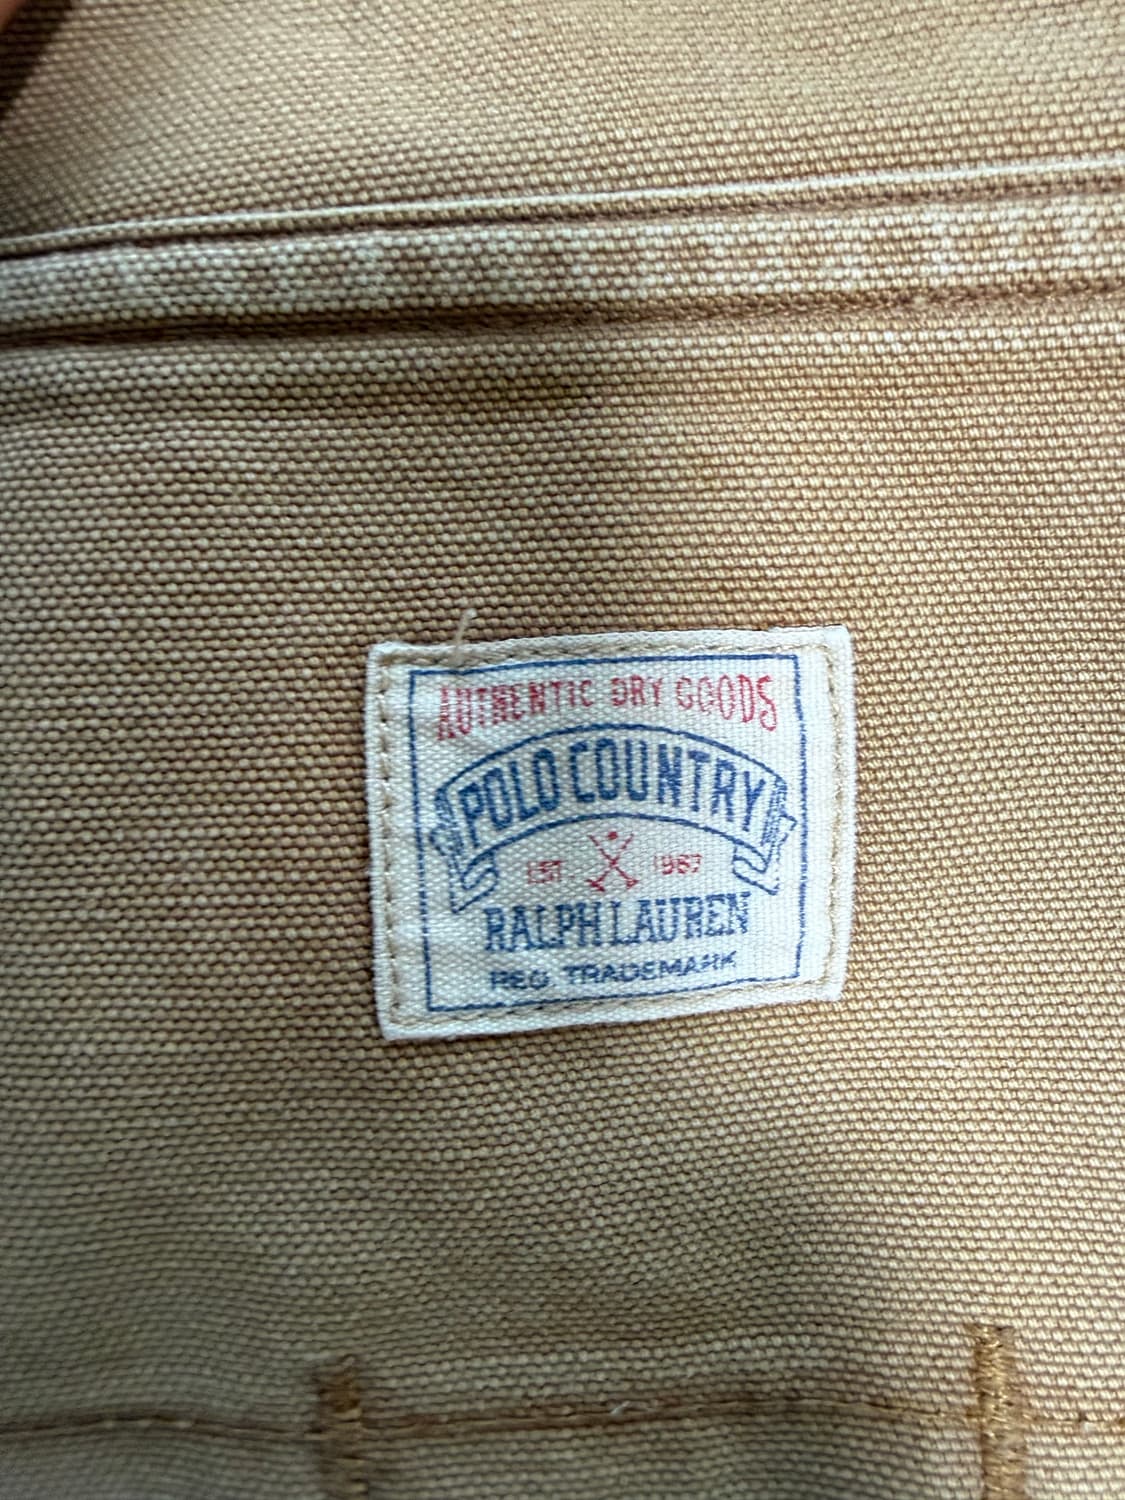 AUTHENTIC DRY GOODS
POLO COUNTRY
EST 1967
RALPH LAUREN
REG TRADEMARK